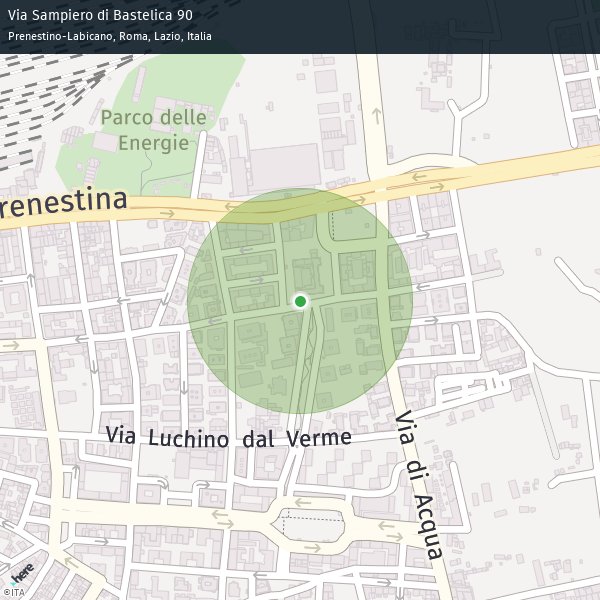 Via Sampiero di Bastelica 90
Prenestino-Labicano, Roma, Lazio, Italia
Parco delle
Energie
renestina
Via Luchino dal Verme
Via di Acqua
here
©ITA